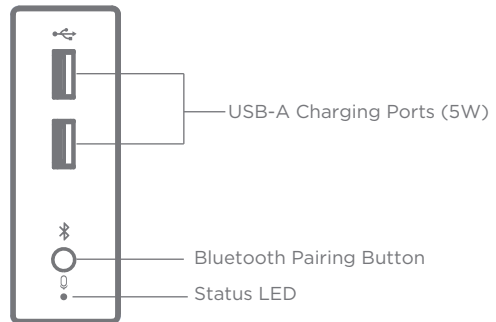 USB-A Charging Ports (5W)
Bluetooth Pairing Button
Status LED